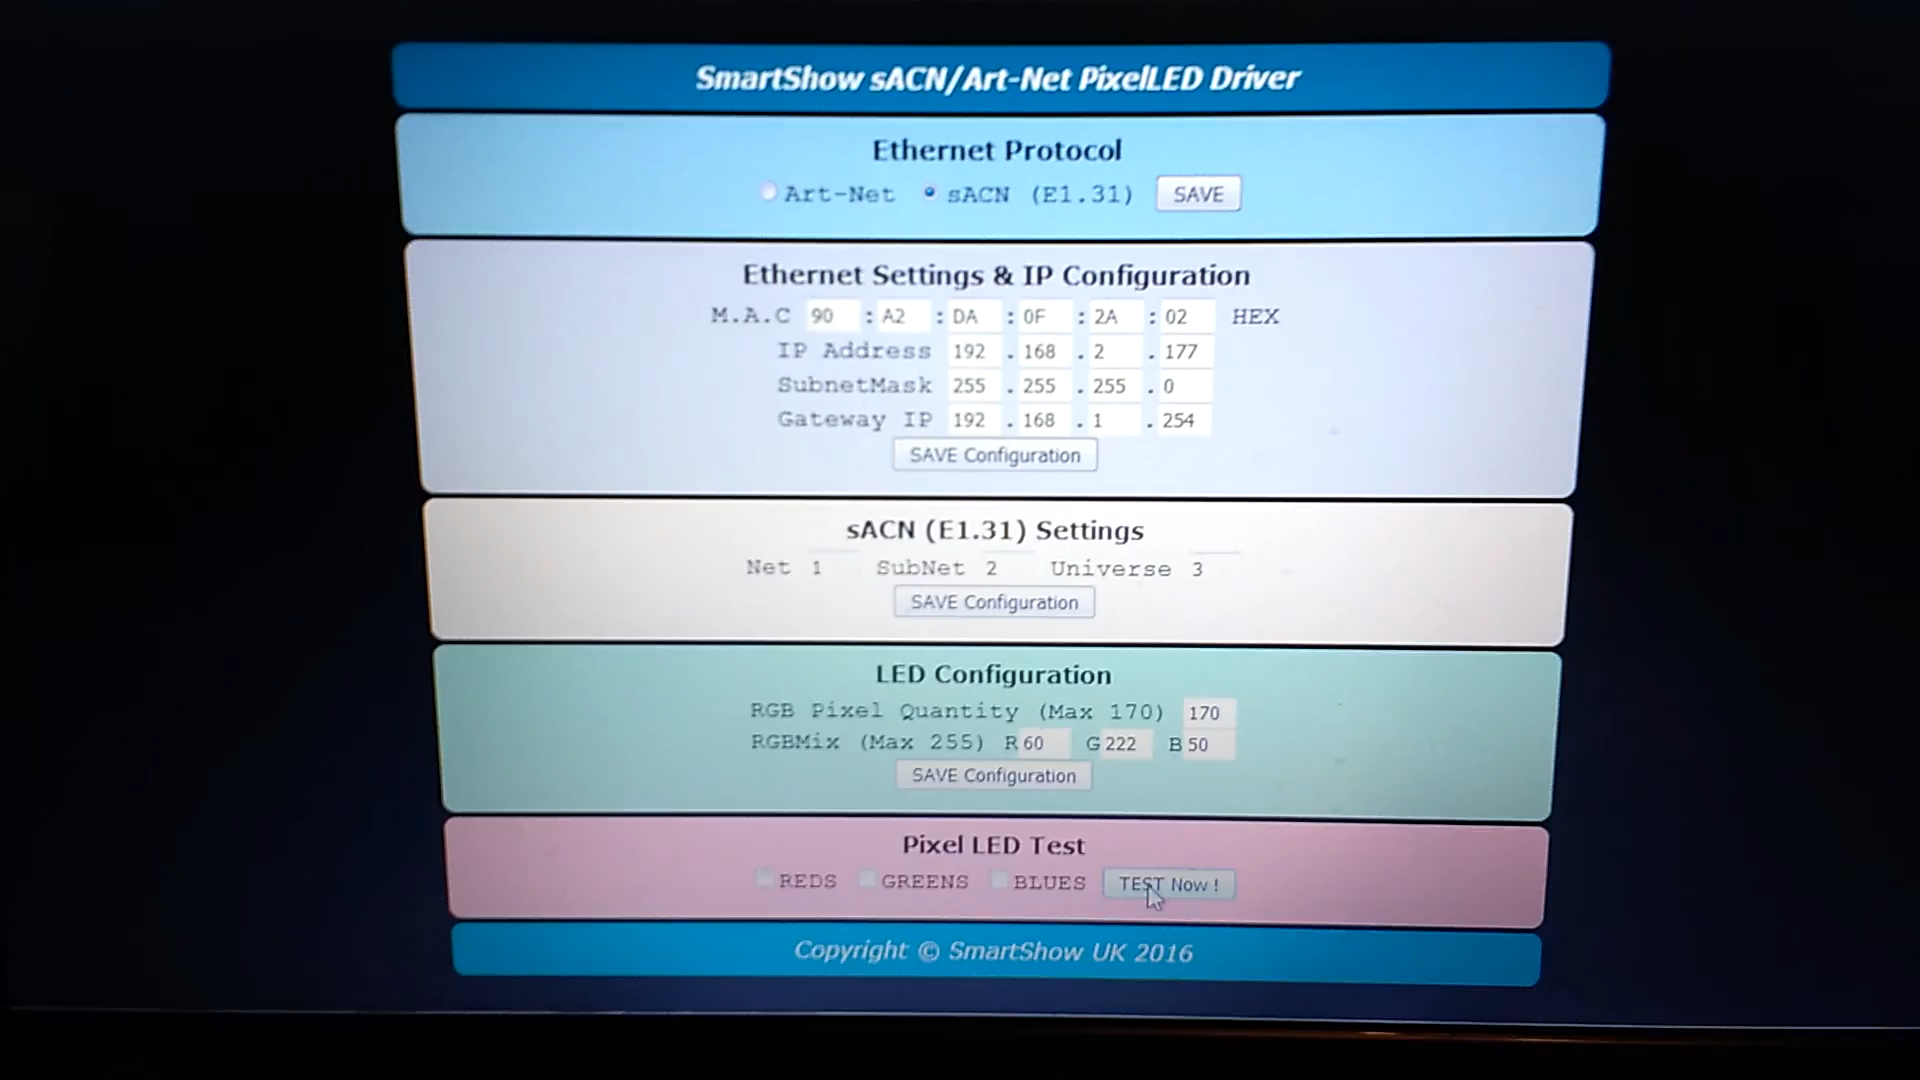 SmartShow sACN/Art-Net PixelLED Driver
Ethernet Protocol
Art-Net sACN (E1.31) SAVE
Ethernet Settings & IP Configuration
M.A.C 90 : A2 : DA : 0F : 2A : 02 HEX
IP Address 192 . 168 . 2 . 177
SubnetMask 255 . 255 . 255 . 0
Gateway IP 192 . 168 . 1 . 254
SAVE Configuration
sACN (E1.31) Settings
Net 1 SubNet 2 Universe 3
SAVE Configuration
LED Configuration
RGB Pixel Quantity (Max 170) 170
RGBMix (Max 255) R 60 G 222 B 50
SAVE Configuration
Pixel LED Test
REDS GREENS BLUES TEST Now !
Copyright © SmartShow UK 2016